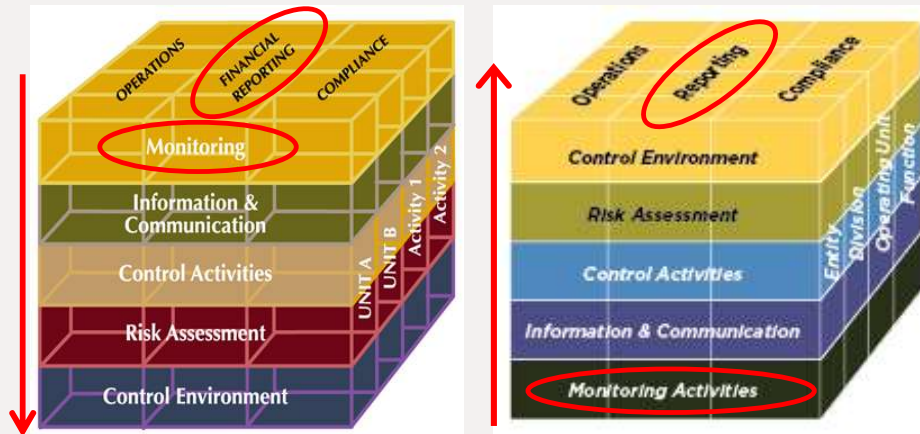 OPERATIONS
FINANCIAL
REPORTING
COMPLIANCE
Monitoring
Information &
Communication
Control Activities
Risk Assessment
Control Environment
UNIT A
UNIT B
Activity 1
Activity 2
Operations
Reporting
Compliance
Control Environment
Risk Assessment
Control Activities
Information & Communication
Monitoring Activities
Entity
Division
Operating Unit
Function